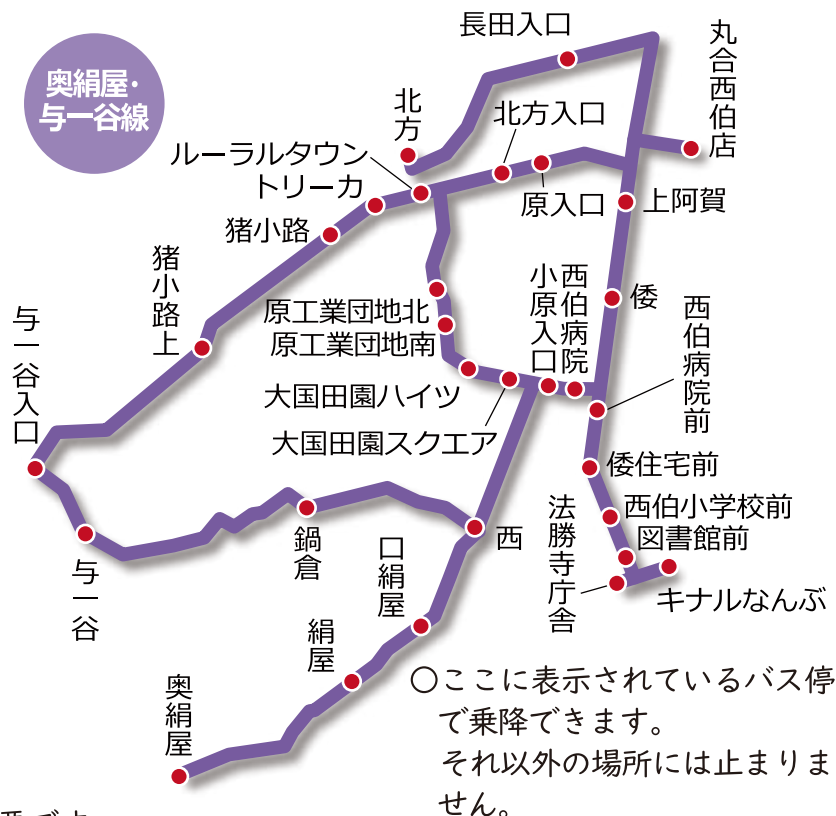 奥絹屋・
与一谷線
長田入口
丸合西伯店
北方
北方入口
ルーラルタウン
トリーカ
原入口
上阿賀
猪小路
猪小路上
小原入口
西伯病院
倭
西伯病院前
原工業団地北
原工業団地南
与一谷入口
大国田園ハイツ
大国田園スクエア
倭住宅前
法勝寺庁舎
西伯小学校前
図書館前
西
鍋倉
口絹屋
キナルなんぶ
与一谷
絹屋
奥絹屋
○ここに表示されているバス停
で乗降できます。
それ以外の場所には止まりま
せん。